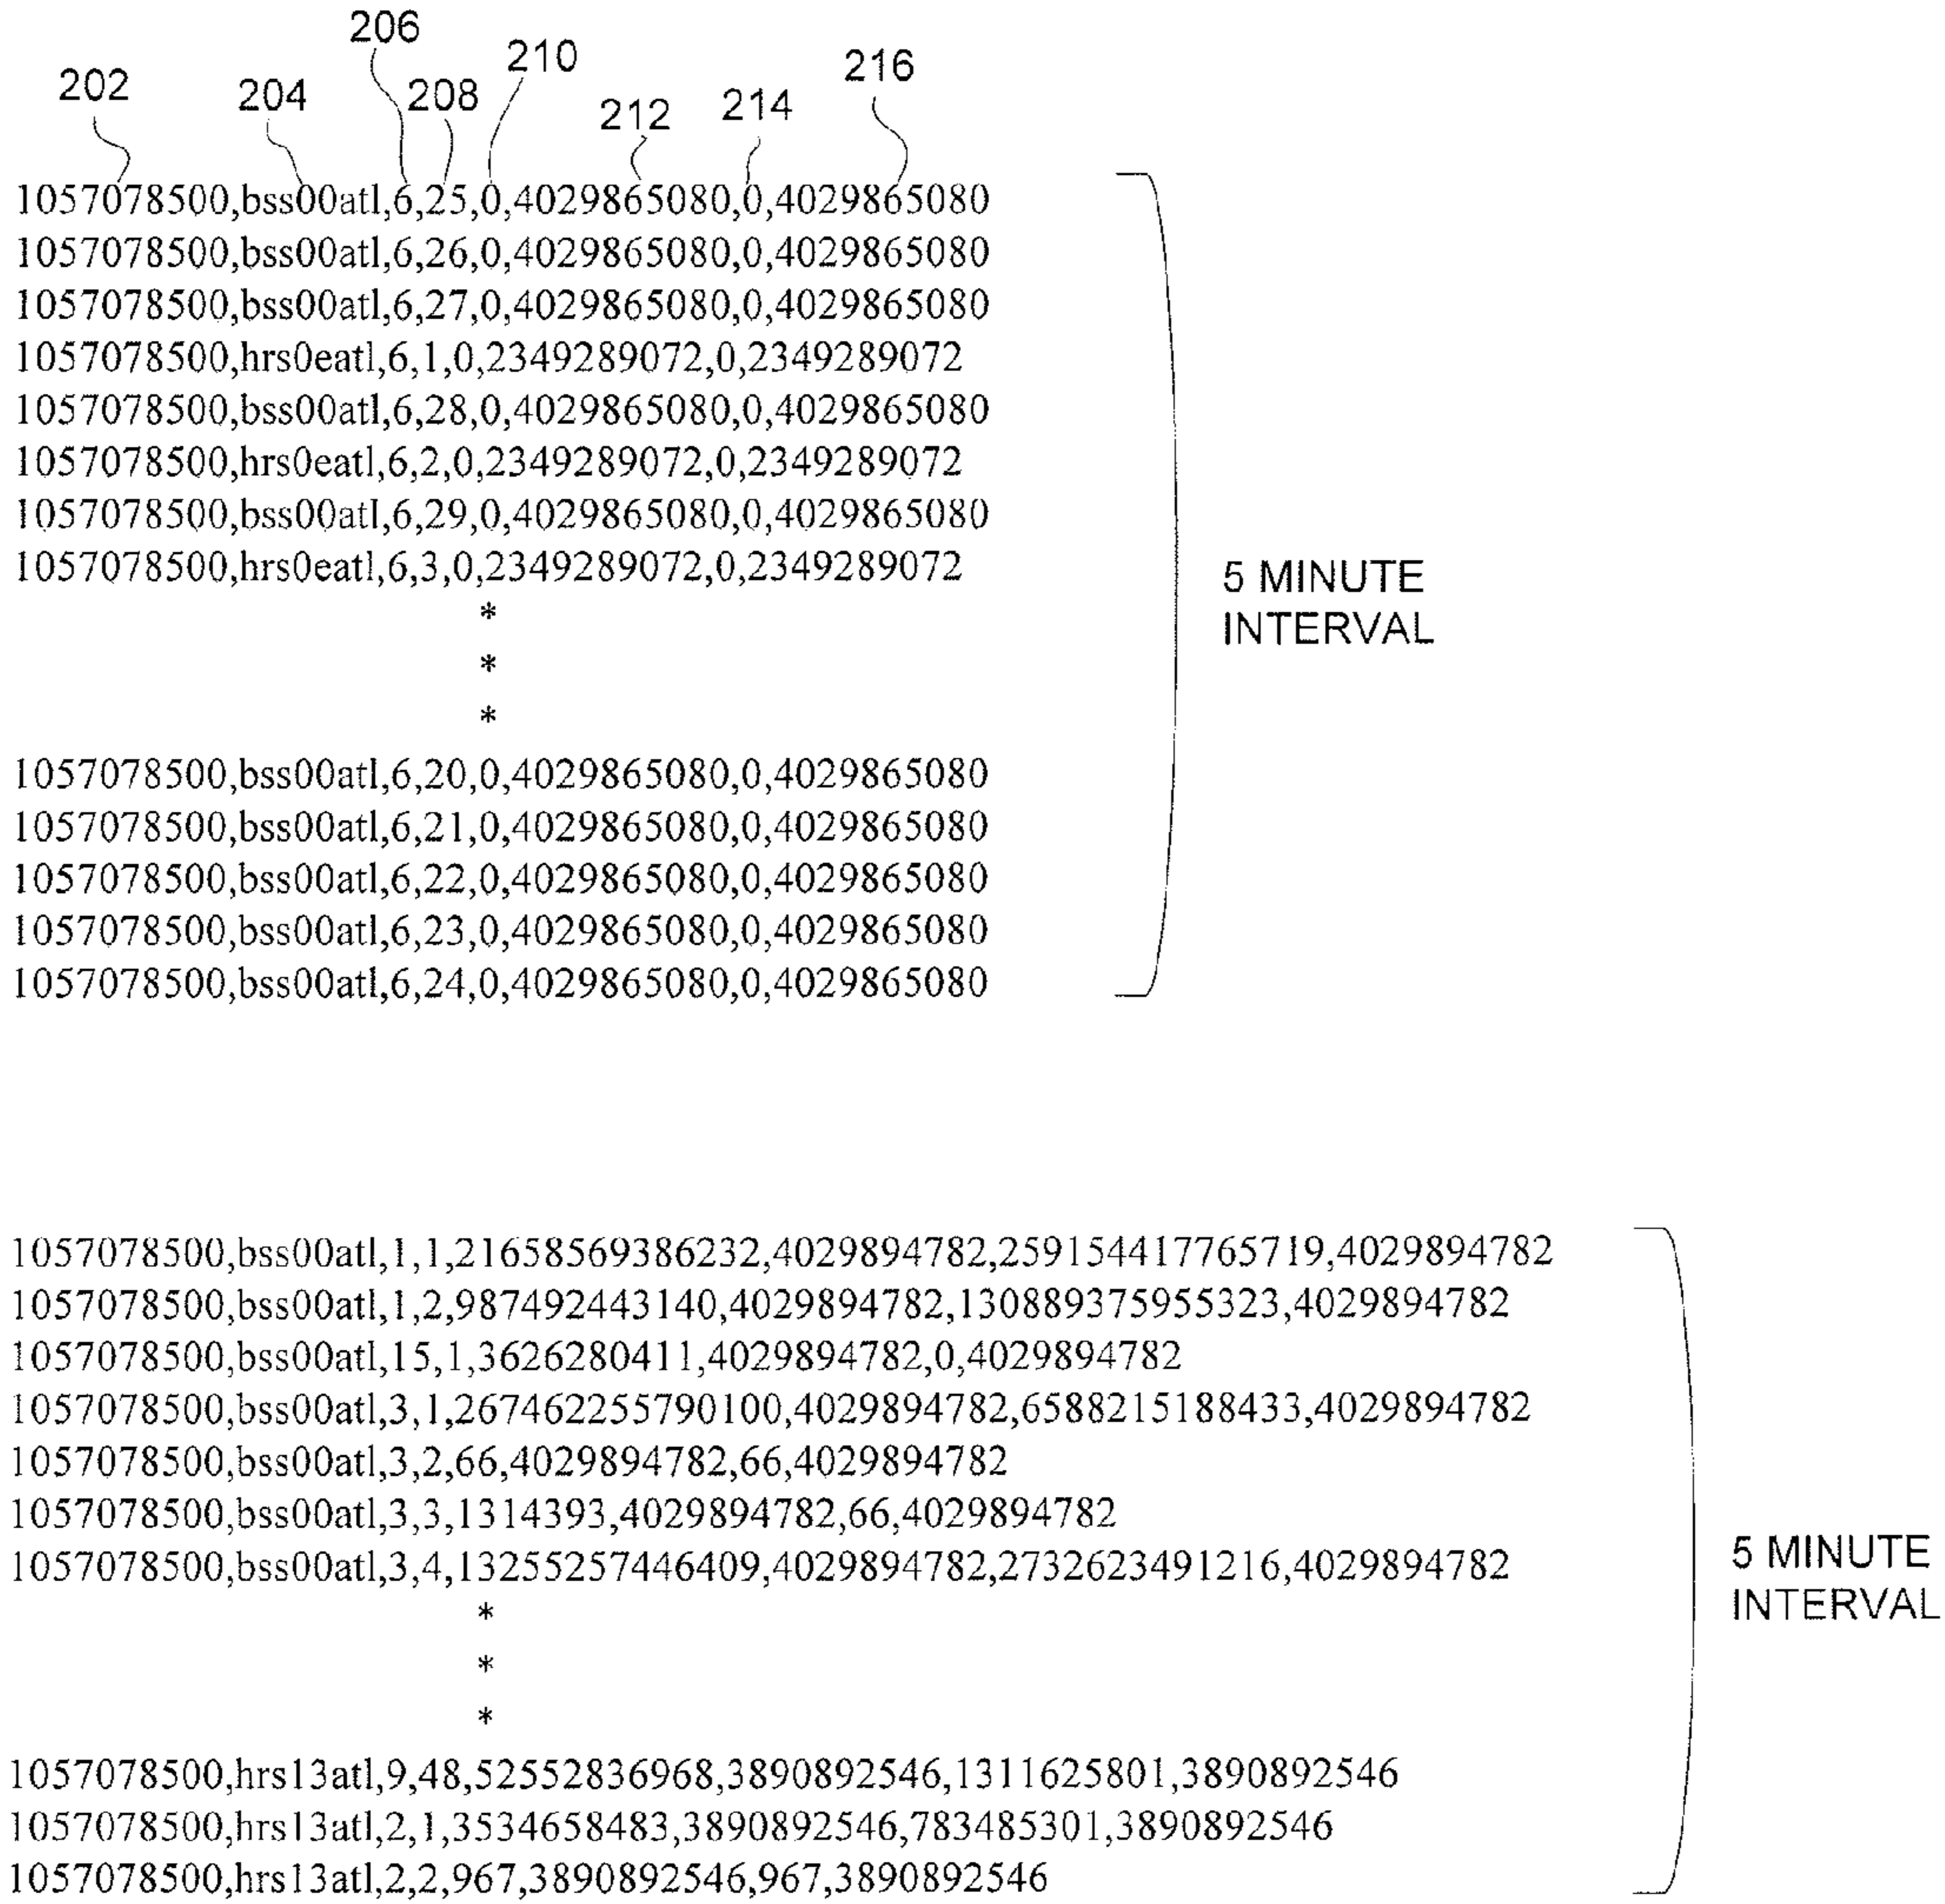 206
210
216
202
204
208
212
214
1057078500,bss00atl,6,25,0,4029865080,0,4029865080
1057078500,bss00atl,6,26,0,4029865080,0,4029865080
1057078500,bss00atl,6,27,0,4029865080,0,4029865080
1057078500,hrs0eatl,6,1,0,2349289072,0,2349289072
1057078500,bss00atl,6,28,0,4029865080,0,4029865080
1057078500,hrs0eatl,6,2,0,2349289072,0,2349289072
1057078500,bss00atl,6,29,0,4029865080,0,4029865080
1057078500,hrs0eatl,6,3,0,2349289072,0,2349289072
*
*
*
1057078500,bss00atl,6,20,0,4029865080,0,4029865080
1057078500,bss00atl,6,21,0,4029865080,0,4029865080
1057078500,bss00atl,6,22,0,4029865080,0,4029865080
1057078500,bss00atl,6,23,0,4029865080,0,4029865080
1057078500,bss00atl,6,24,0,4029865080,0,4029865080
5 MINUTE
INTERVAL
1057078500,bss00atl,1,1,21658569386232,4029894782,259154417765719,4029894782
1057078500,bss00atl,1,2,987492443140,4029894782,130889375955323,4029894782
1057078500,bss00atl,15,1,3626280411,4029894782,0,4029894782
1057078500,bss00atl,3,1,267462255790100,4029894782,6588215188433,4029894782
1057078500,bss00atl,3,2,66,4029894782,66,4029894782
1057078500,bss00atl,3,3,1314393,4029894782,66,4029894782
1057078500,bss00atl,3,4,13255257446409,4029894782,2732623491216,4029894782
*
*
*
1057078500,hrs13atl,9,48,52552836968,3890892546,1311625801,3890892546
1057078500,hrs13atl,2,1,3534658483,3890892546,783485301,3890892546
1057078500,hrs13atl,2,2,967,3890892546,967,3890892546
5 MINUTE
INTERVAL